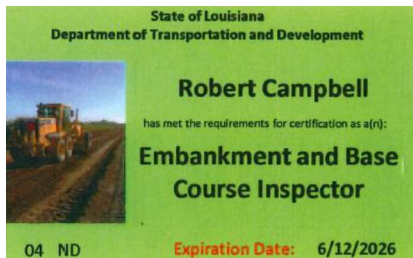 State of Louisiana
Department of Transportation and Development
Robert Campbell
has met the requirements for certification as a(n):
Embankment and Base
Course Inspector
04 ND
Expiration Date: 6/12/2026